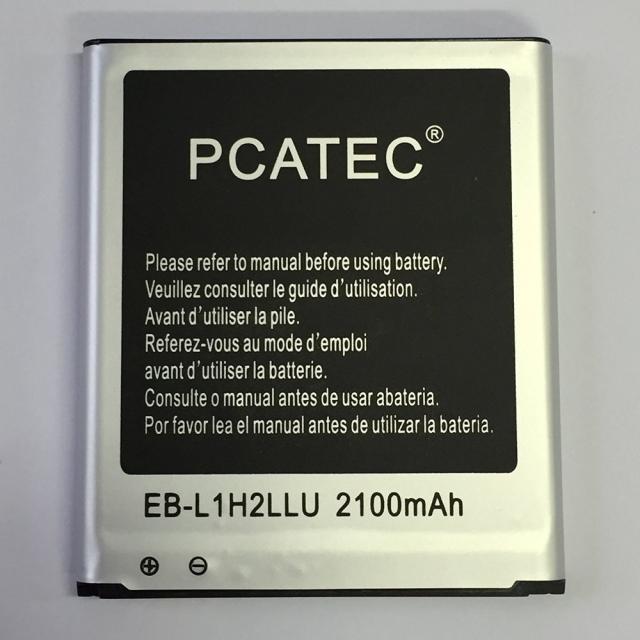 PCATEC®
Please refer to manual before using battery.
Veuillez consulter le guide d'utilisation.
Avant d'utiliser la pile.
Referez-vous au mode d'emploi
avant d'utiliser la batterie.
Consulte o manual antes de usar abateria.
Por favor lea el manual antes de utilizar la bateria.
EB-L1H2LLU 2100mAh
⊕ ⊖